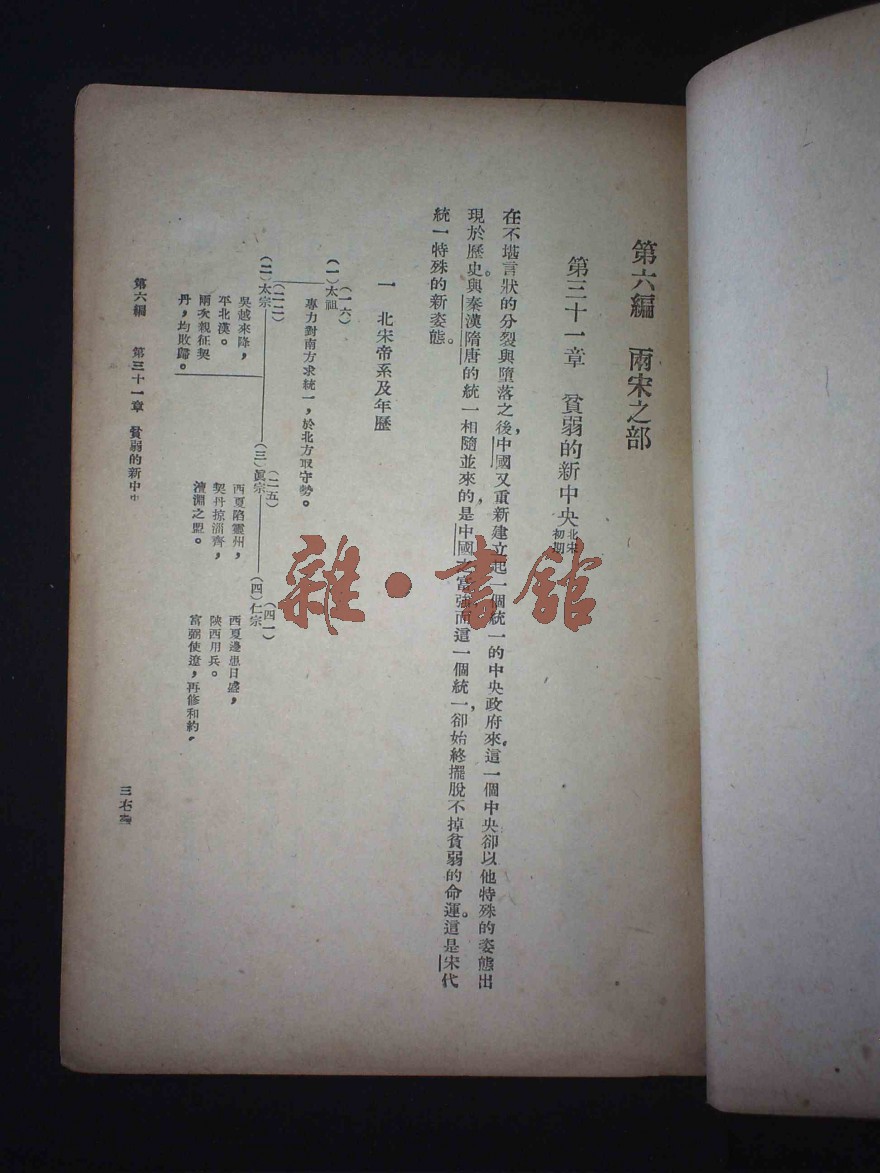 第六編　兩宋之部
第三十一章　貧弱的新中央 北宋初期
在不堪言狀的分裂與墮落之後，中國又重新建立起一個統一的中央政府來。這一個中央卻以他特殊的姿態出
現於歷史。與秦漢隋唐的統一相隨並來的，是中國富強，而這一個統一，卻始終擺脫不掉貧弱的命運。這是宋代
統一特殊的新姿態。
一　北宋帝系及年歷
(一)太祖(一六)
專力對南方求統一，於北方取守勢。
(二)太宗(二二)
吳越來降，
平北漢。
兩次親征契
丹，均敗歸。
(三)眞宗(二五)
西夏陷靈州，
契丹掠淄齊，
澶淵之盟。
(四)仁宗(四一)
西夏邊患日盛，
陝西用兵。
富弼使遼，再修和約。
第六編　第三十一章　貧弱的新中
三
雜·書館